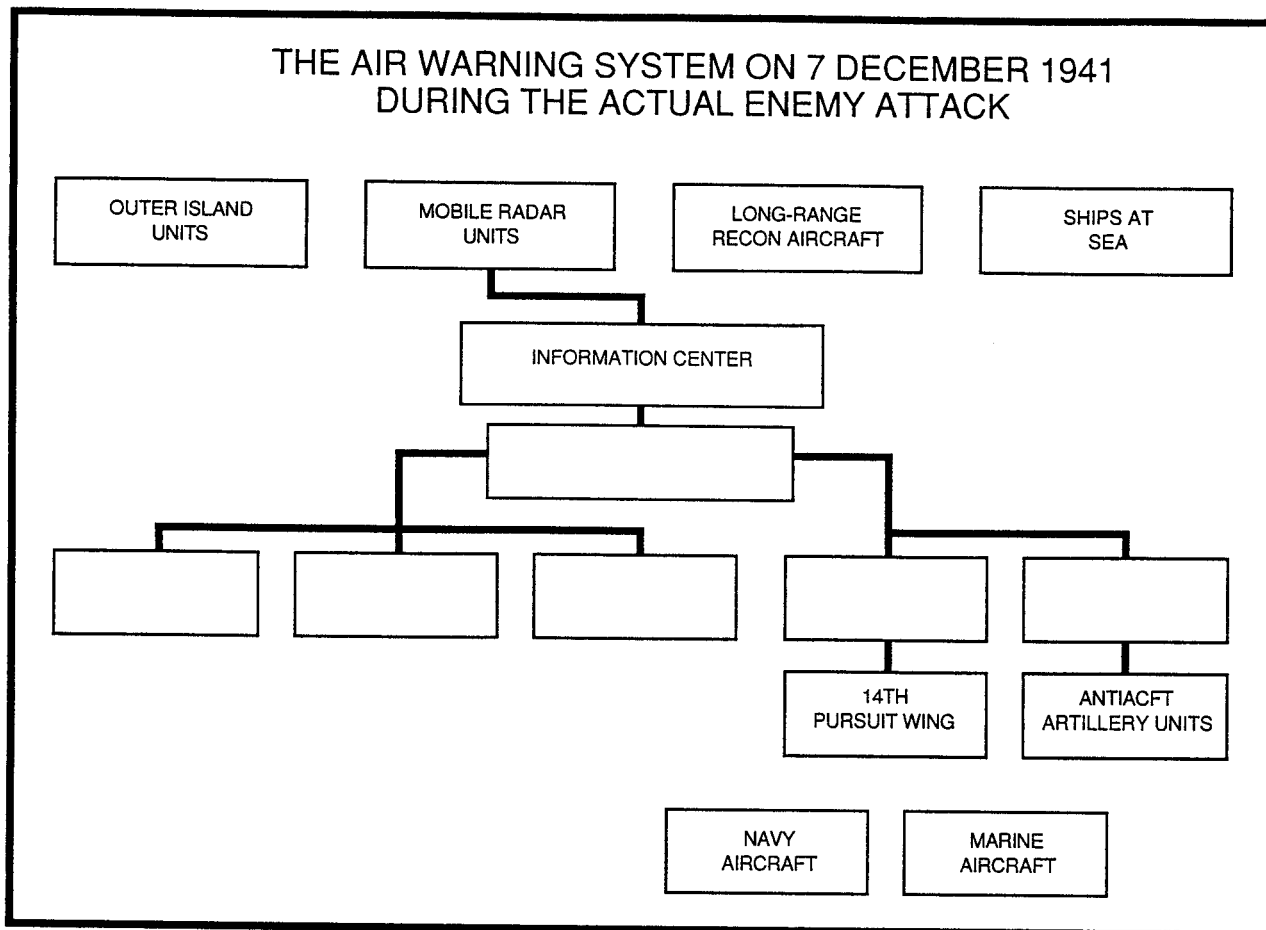 THE AIR WARNING SYSTEM ON 7 DECEMBER 1941
DURING THE ACTUAL ENEMY ATTACK
OUTER ISLAND
UNITS
MOBILE RADAR
UNITS
LONG-RANGE
RECON AIRCRAFT
SHIPS AT
SEA
INFORMATION CENTER
14TH
PURSUIT WING
ANTIACFT
ARTILLERY UNITS
NAVY
AIRCRAFT
MARINE
AIRCRAFT